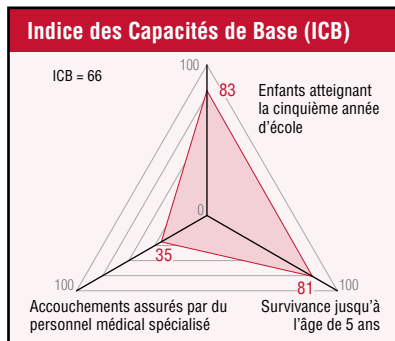 Indice des Capacités de Base (ICB)
100
ICB = 66
83
Enfants atteignant
la cinquième année
d'école
0
35
81
100
100
Accouchements assurés par du
personnel médical spécialisé
Survivance jusqu'à
l'âge de 5 ans